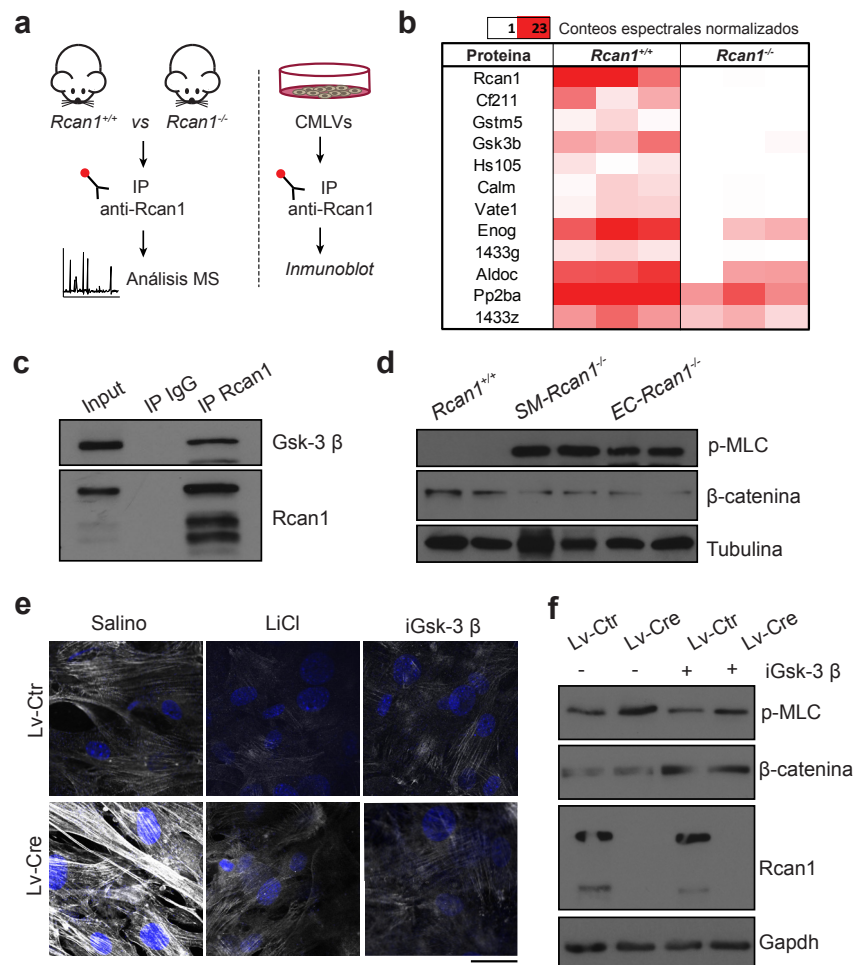 a
Rcan1+/+ vs Rcan1-/-
IP
anti-Rcan1
Análisis MS
CMLVs
IP
anti-Rcan1
Inmunoblot
b
1 23 Conteos espectrales normalizados
Proteina Rcan1+/+ Rcan1-/-
Rcan1
Cf211
Gstm5
Gsk3b
Hs105
Calm
Vate1
Enog
1433g
Aldoc
Pp2ba
1433z
c
Input IP IgG IP Rcan1
Gsk-3 β
Rcan1
d
Rcan1+/+ SM-Rcan1-/- EC-Rcan1-/-
p-MLC
β-catenina
Tubulina
e
Salino LiCl iGsk-3 β
Lv-Ctr
Lv-Cre
f
Lv-Ctr Lv-Cre Lv-Ctr Lv-Cre
- - + + iGsk-3 β
p-MLC
β-catenina
Rcan1
Gapdh